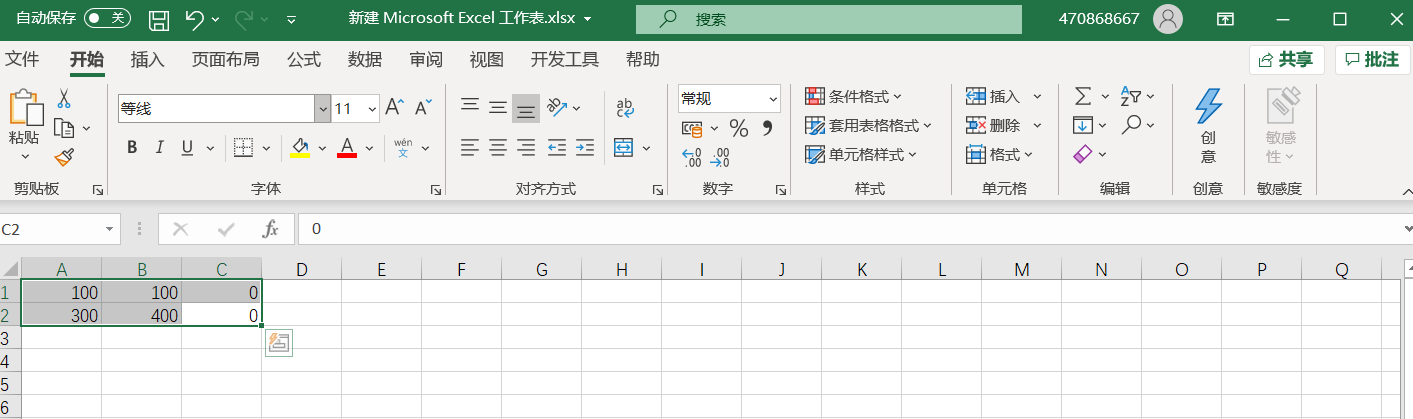 自动保存 关 新建 Microsoft Excel 工作表.xlsx 搜索 470868667
文件 开始 插入 页面布局 公式 数据 审阅 视图 开发工具 帮助 共享 批注
粘贴
等线 11
B I U A wén 文
ab c
常规
% .00
条件格式
套用表格格式
单元格样式
插入
删除
格式
创意
敏感性
剪贴板 字体 对齐方式 数字 样式 单元格 编辑 创意 敏感度
C2 fx 0
A B C D E F G H I J K L M N O P Q
1 100 100 0
2 300 400 0
3
4
5
6